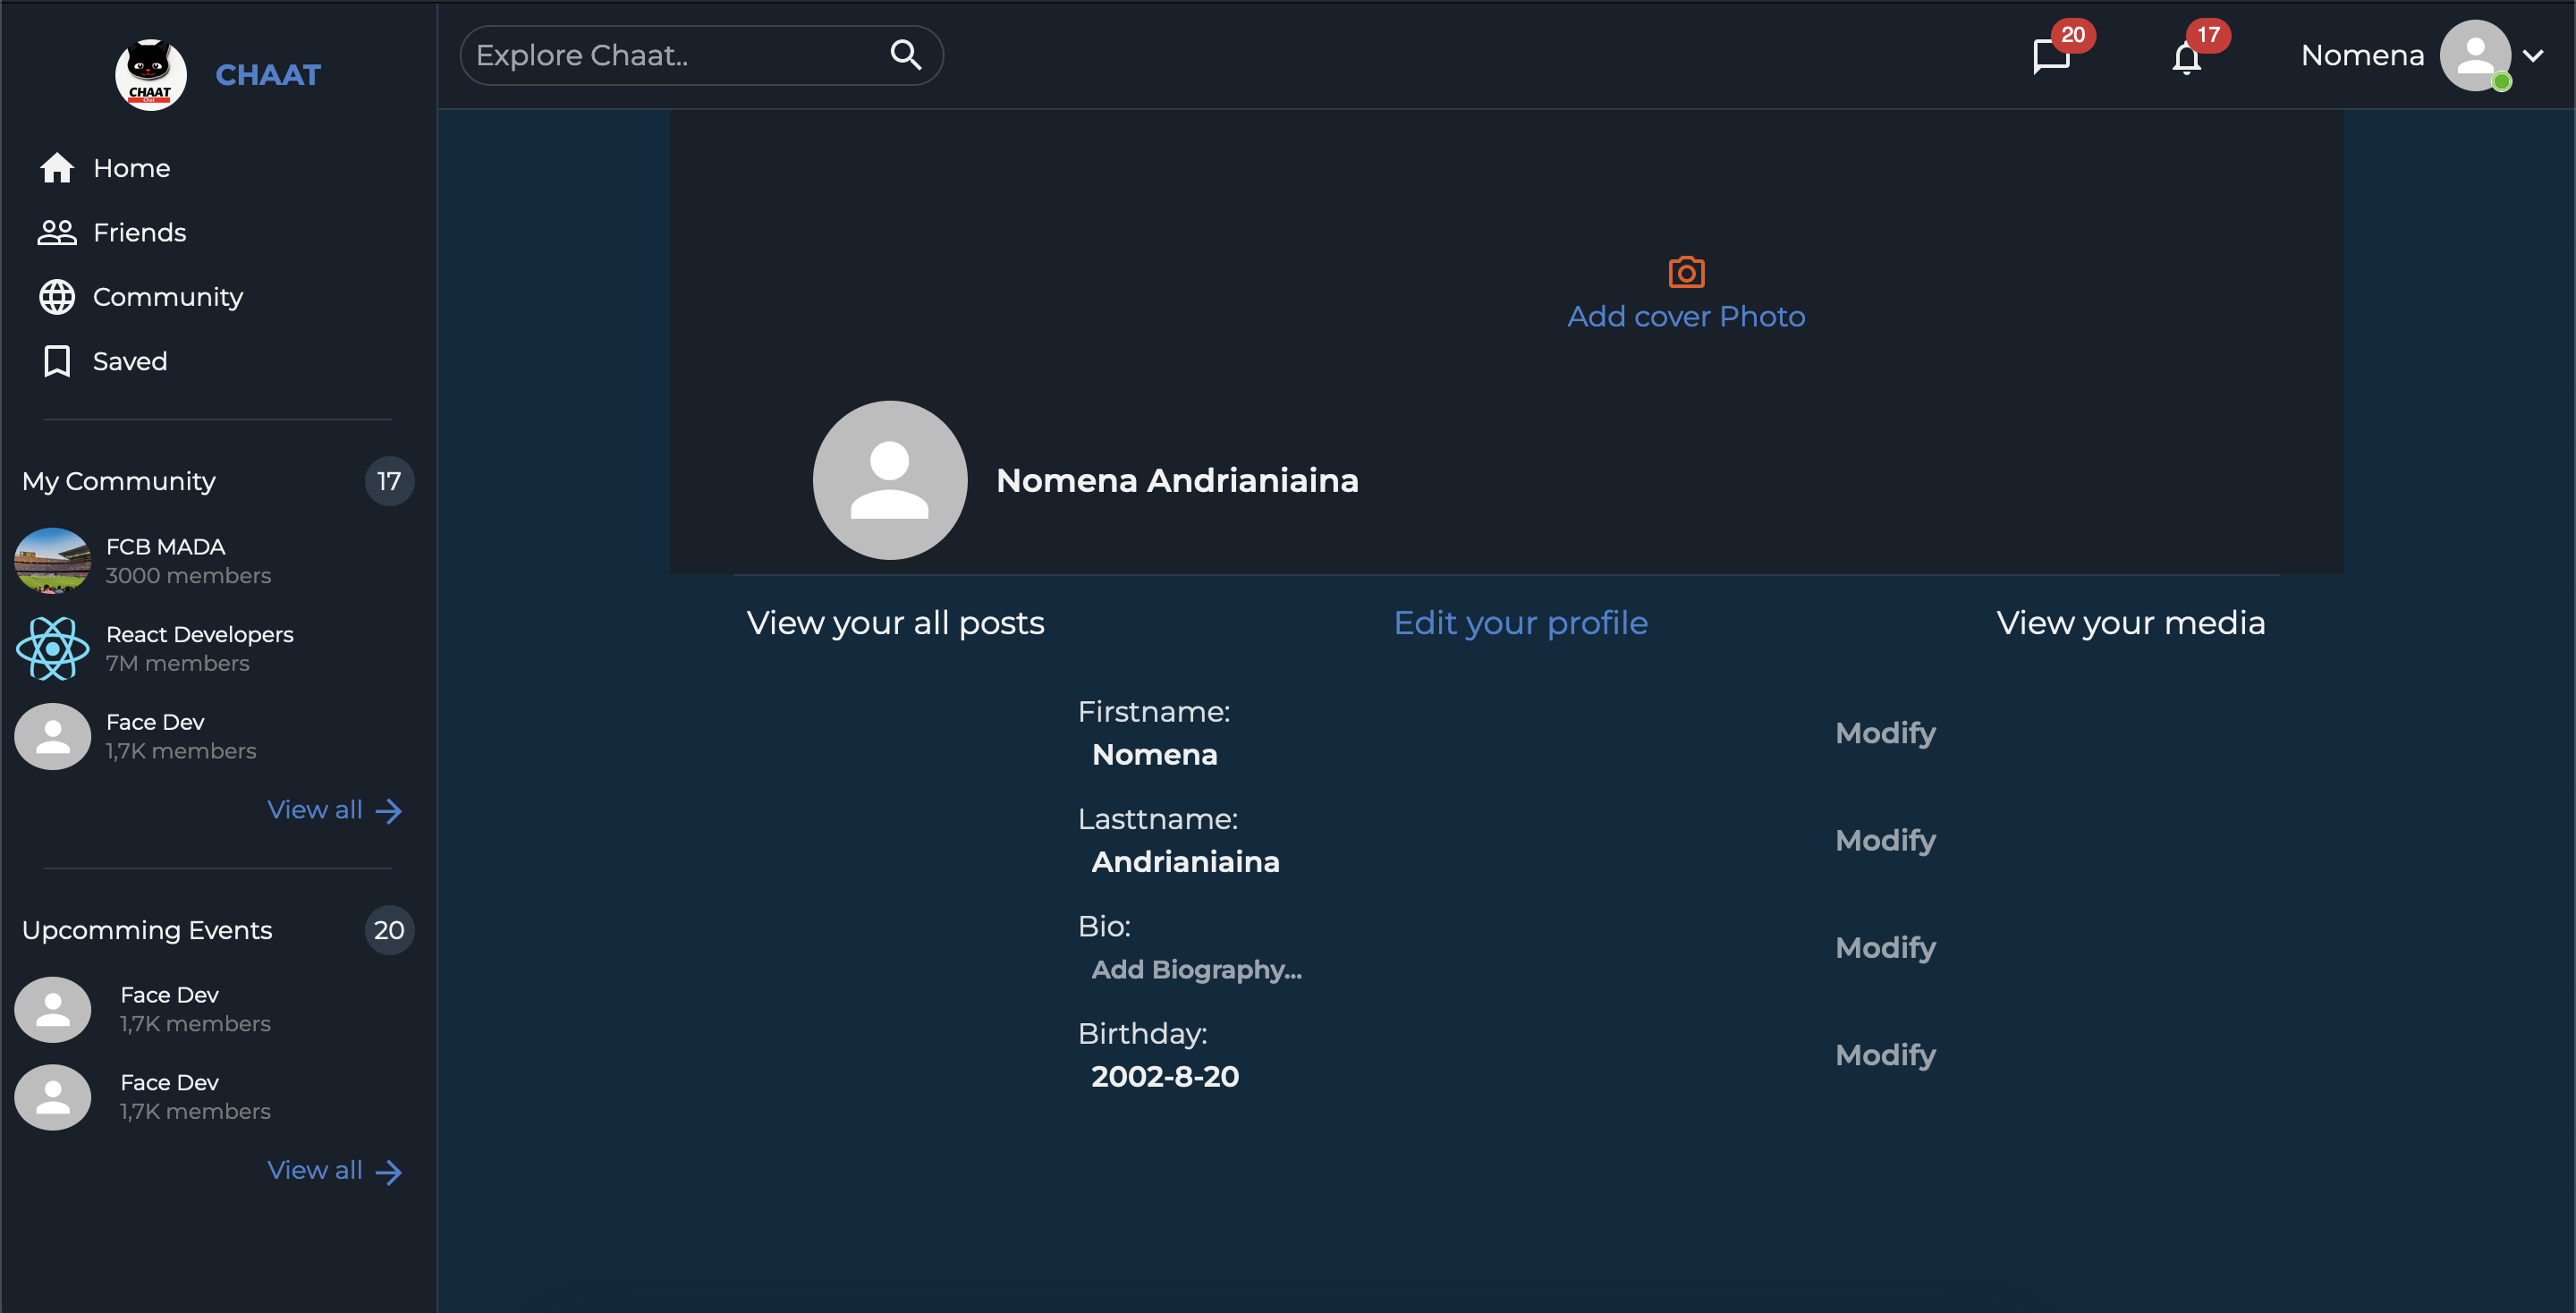 CHAAT
Chat
CHAAT
Home
Friends
Community
Saved
My Community
17
FCB MADA
3000 members
React Developers
7M members
Face Dev
1,7K members
View all
Upcomming Events
20
Face Dev
1,7K members
Face Dev
1,7K members
View all
Explore Chaat..
20
17
Nomena
Add cover Photo
Nomena Andrianiaina
View your all posts
Edit your profile
View your media
Firstname:
Nomena
Modify
Lasttname:
Andrianiaina
Modify
Bio:
Add Biography...
Modify
Birthday:
2002-8-20
Modify